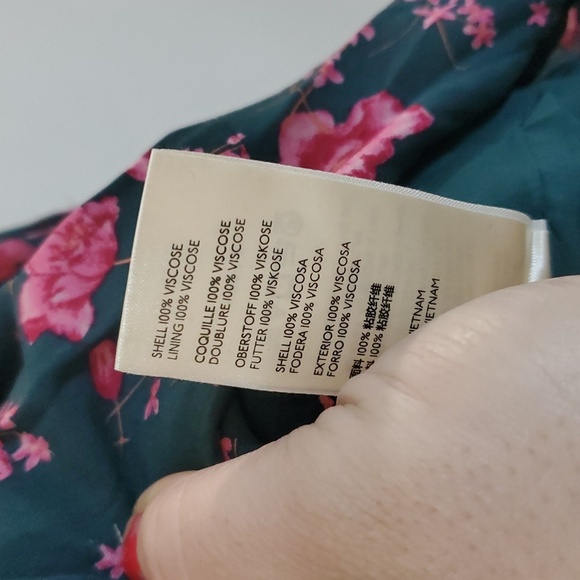 SHELL 100% VISCOSE
LINING 100% VISCOSE
COQUILLE 100% VISCOSE
DOUBLURE 100% VISCOSE
OBERSTOFF 100% VISKOSE
FUTTER 100% VISKOSE
SHELL 100% VISCOSA
FODERA 100% VISCOSA
EXTERIOR 100% VISCOSA
FORRO 100% VISCOSA
面料 100% 粘胶纤维
料 100% 粘胶纤维
VIETNAM
VIETNAM